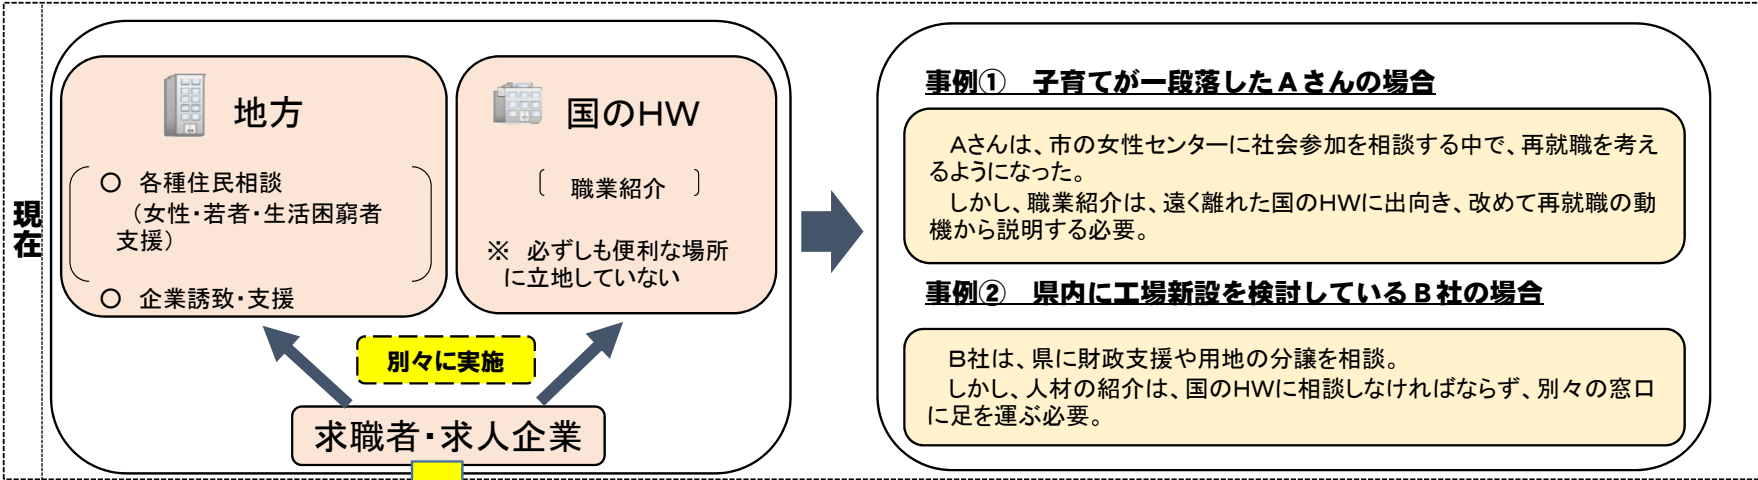 現在
地方
○ 各種住民相談
（女性・若者・生活困窮者
支援）
○ 企業誘致・支援
国のHW
〔 職業紹介 〕
※ 必ずしも便利な場所
に立地していない
別々に実施
求職者・求人企業
事例① 子育てが一段落したAさんの場合
Aさんは、市の女性センターに社会参加を相談する中で、再就職を考え
るようになった。
しかし、職業紹介は、遠く離れた国のHWに出向き、改めて再就職の動
機から説明する必要。
事例② 県内に工場新設を検討しているB社の場合
B社は、県に財政支援や用地の分譲を相談。
しかし、人材の紹介は、国のHWに相談しなければならず、別々の窓口
に足を運ぶ必要。